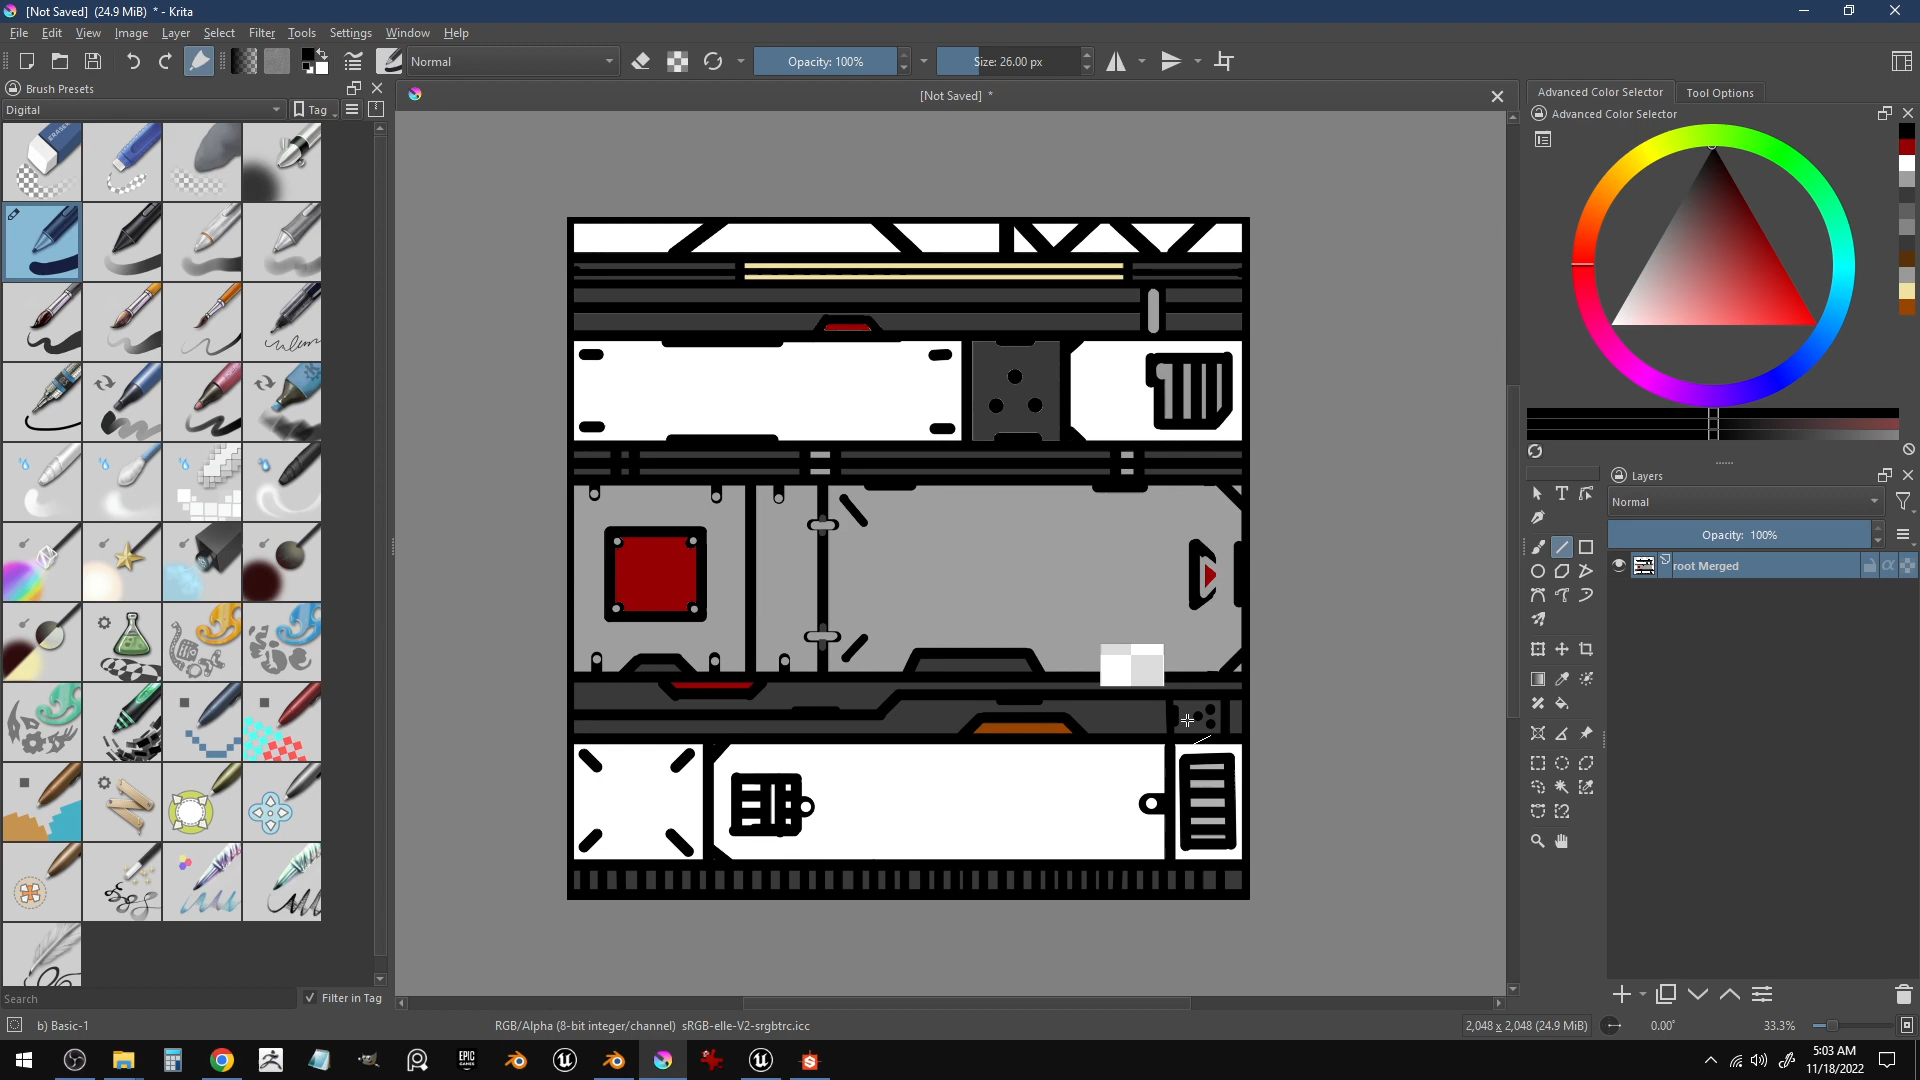 [Not Saved]  (24.9 MiB)  * - Krita
File Edit View Image Layer Select Filter Tools Settings Window Help
Normal Opacity: 100% Size: 26.00 px
Brush Presets
Digital Tag
[Not Saved]  *
Advanced Color Selector Tool Options
Advanced Color Selector
ERASER
Layers
Normal
Opacity: 100%
root Merged
Search Filter in Tag
b) Basic-1 RGB/Alpha (8-bit integer/channel)  sRGB-elle-V2-srgbtrc.icc 2,048 x 2,048 (24.9 MiB) 0.00° 33.3%
EPIC GAMES
5:03 AM
11/18/2022